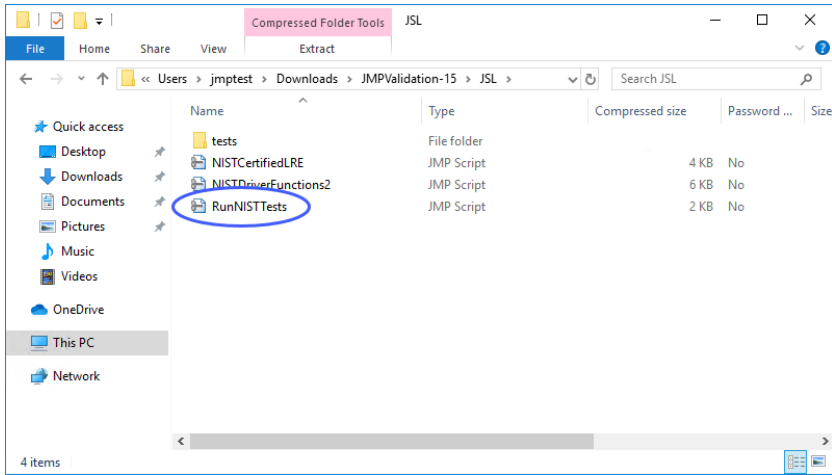 Compressed Folder Tools JSL
File Home Share View Extract
« Users › jmptest › Downloads › JMPValidation-15 › JSL › Search JSL
Name Type Compressed size Password ... Size
Quick access
Desktop
Downloads
Documents
Pictures
Music
Videos
OneDrive
This PC
Network
tests File folder
NISTCertifiedLRE JMP Script 4 KB No
NISTDriverFunctions2 JMP Script 6 KB No
RunNISTTests JMP Script 2 KB No
4 items